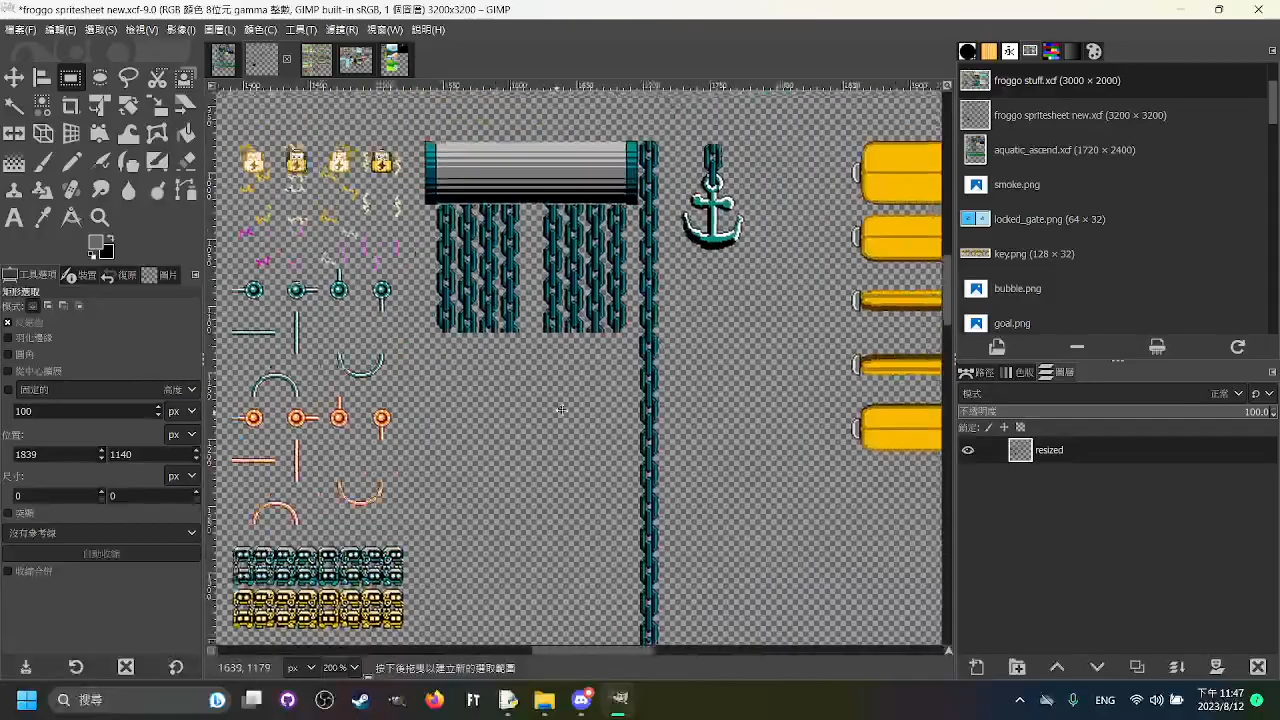 *froggo spritesheet new.xcf-9.0 (RGB 顏色 8位元 gamma 整數, GIMP built-in sRGB, 1 個圖層) 3200x3200 – GIMP
檔案(F) 編輯(E) 選取(S) 檢視(V) 影像(I) 圖層(L) 顏色(C) 工具(T) 濾鏡(R) 視窗(W) 說明(H)
froggo stuff.xcf (3000 × 2000)
froggo spritesheet new.xcf (3200 × 3200)
aquatic_ascend.xcf (1720 × 2400)
smoke.png
locked_gate.png (64 × 32)
key.png (128 × 32)
bubble.png
goal.png
工具選項
復原
圖片
矩形選取
模式:
反鋸齒
羽化邊緣
圓角
從中心擴展
固定的 高度
100 px
位置: px
1839 1140
尺寸: px
0 0
沒有參考線
自動收縮
收縮合併
路徑 色版 圖層
模式 正常
不透明度 100.0
鎖定:
resized
1639, 1179 px 200 % 按下後拖曳以建立新的選取範圍
搜尋
ENG
下午 11:47
2023/8/12